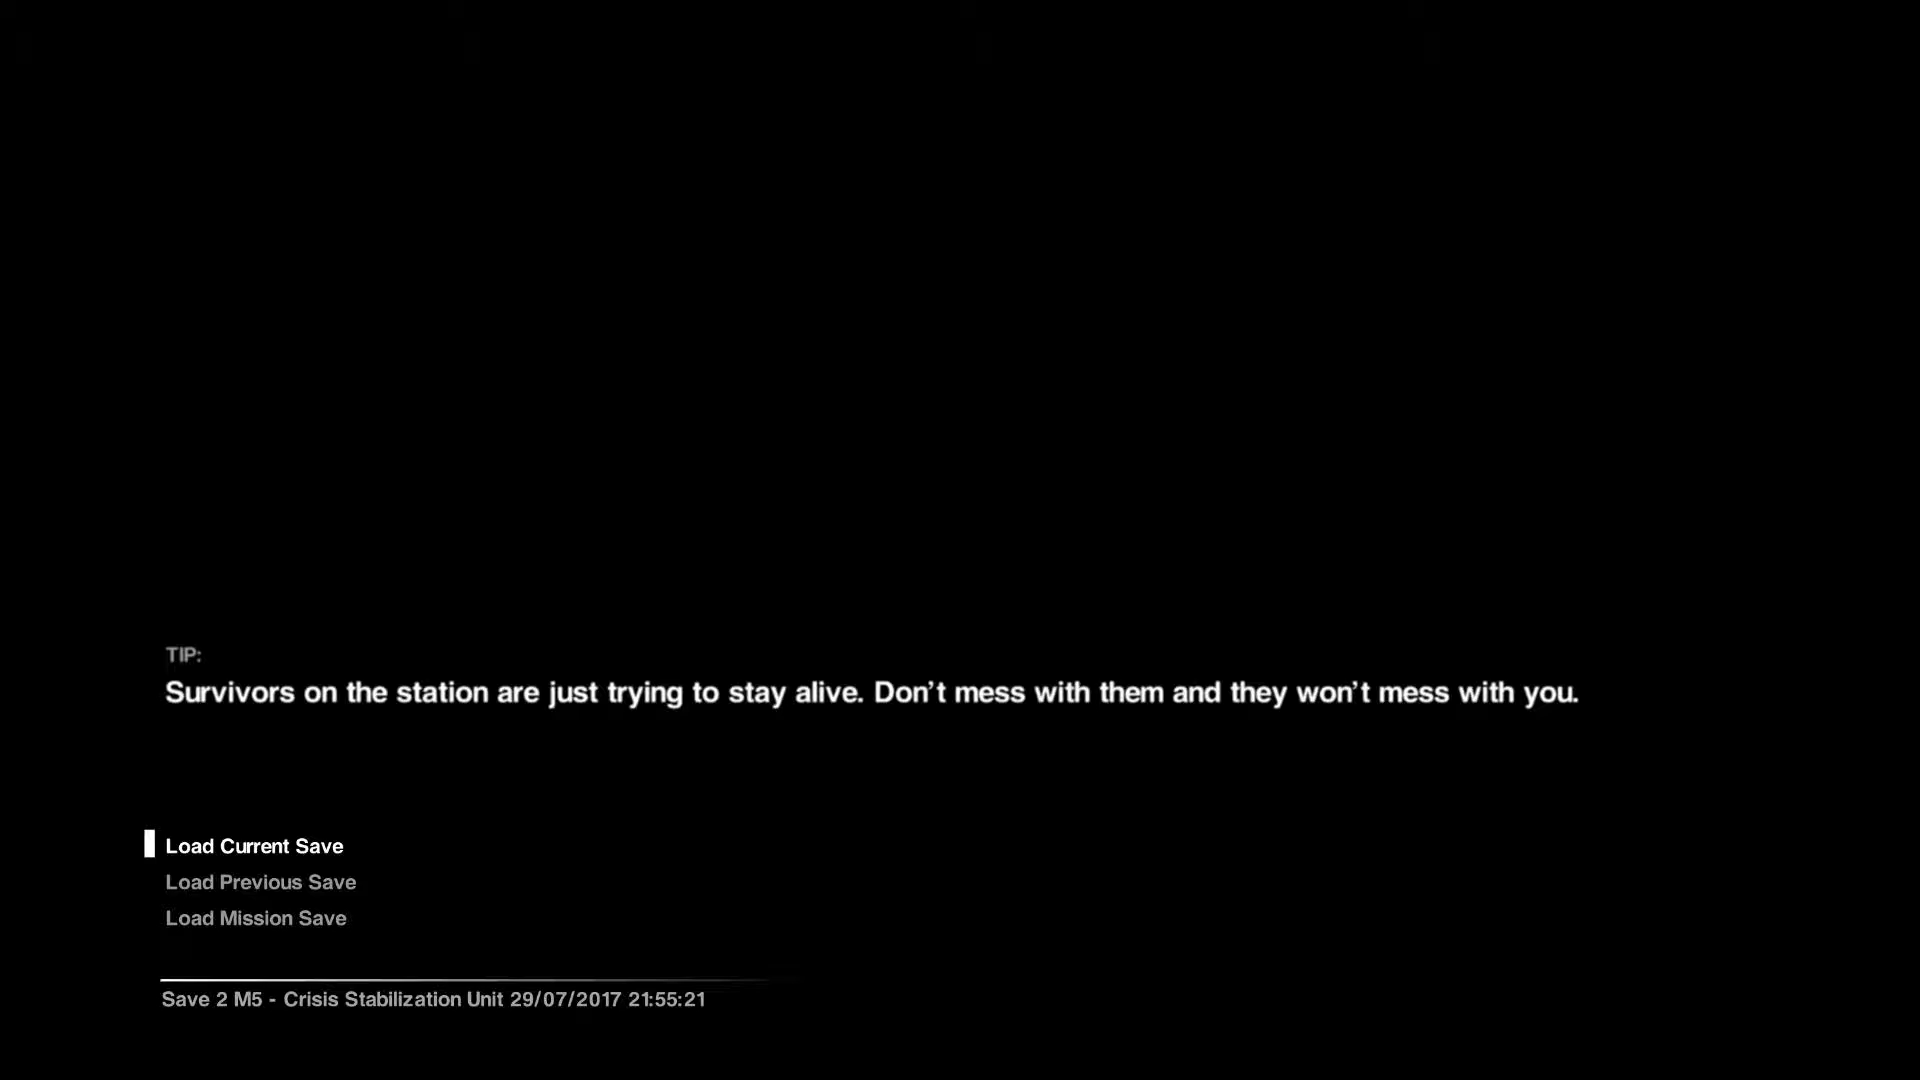 TIP:
Survivors on the station are just trying to stay alive. Don’t mess with them and they won’t mess with you.
Load Current Save
Load Previous Save
Load Mission Save
Save 2 M5 - Crisis Stabilization Unit 29/07/2017 21:55:21